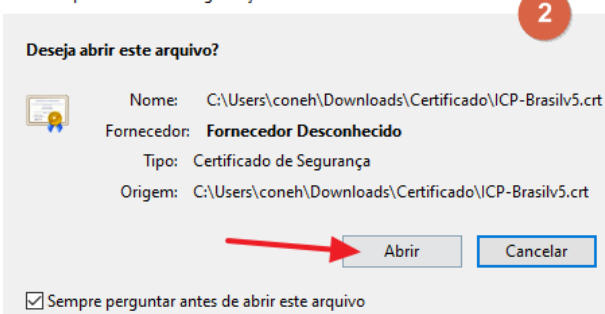 2
Deseja abrir este arquivo?
Nome: C:\Users\coneh\Downloads\Certificado\ICP-Brasilv5.crt
Fornecedor: Fornecedor Desconhecido
Tipo: Certificado de Segurança
Origem: C:\Users\coneh\Downloads\Certificado\ICP-Brasilv5.crt
Abrir Cancelar
Sempre perguntar antes de abrir este arquivo